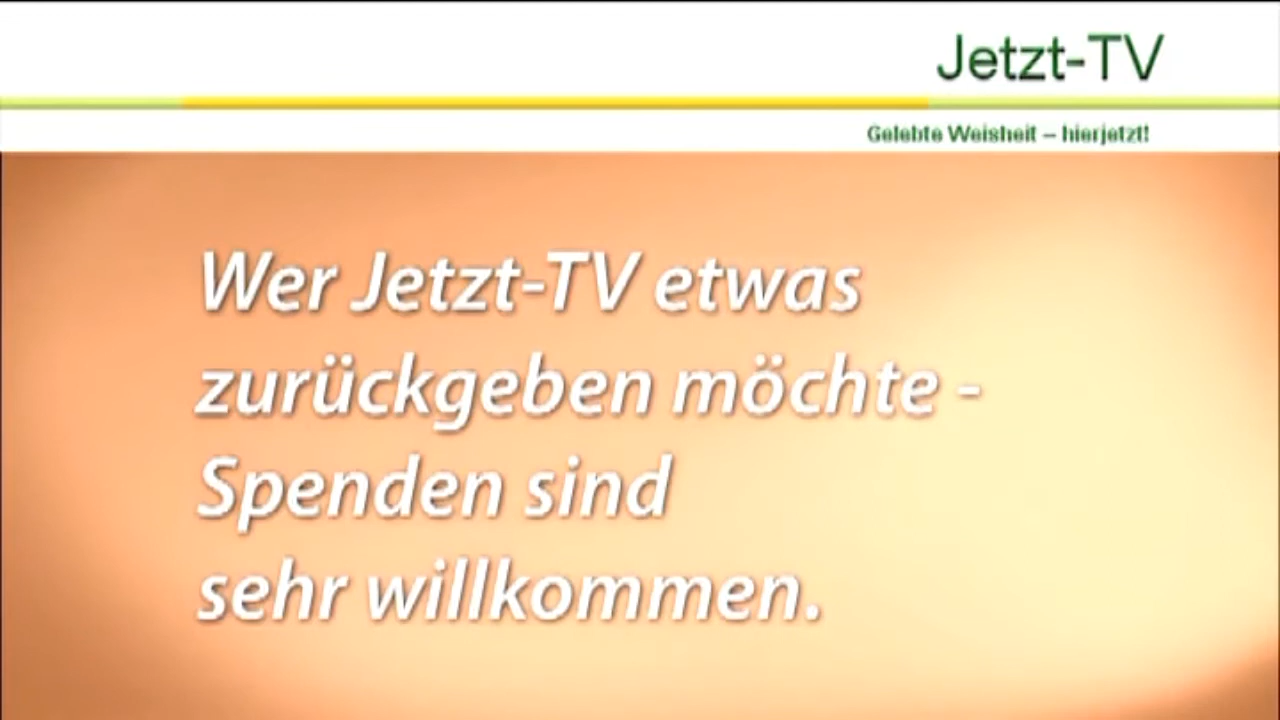 Jetzt-TV
Gelebte Weisheit – hierjetzt!
Wer Jetzt-TV etwas
zurückgeben möchte -
Spenden sind
sehr willkommen.